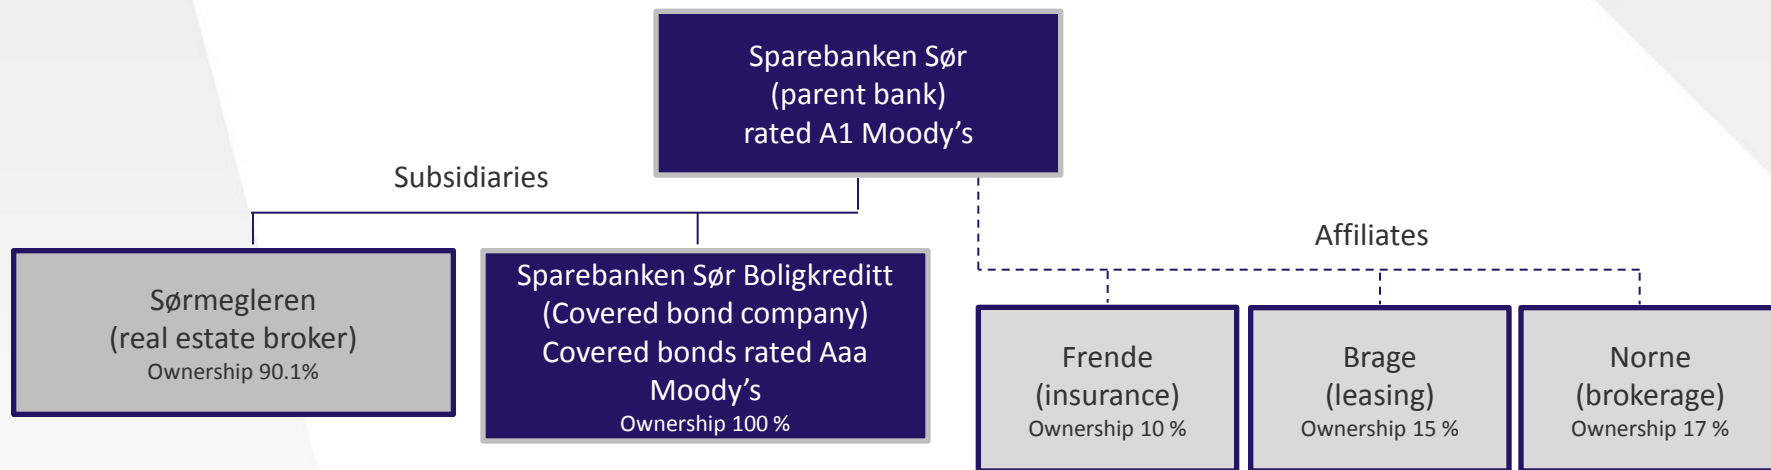 Sparebanken Sør
(parent bank)
rated A1 Moody’s
Subsidiaries
Sørmegleren
(real estate broker)
Ownership 90.1%
Sparebanken Sør Boligkreditt
(Covered bond company)
Covered bonds rated Aaa
Moody’s
Ownership 100 %
Affiliates
Frende
(insurance)
Ownership 10 %
Brage
(leasing)
Ownership 15 %
Norne
(brokerage)
Ownership 17 %